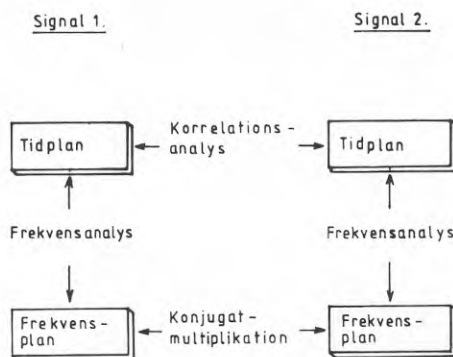 Signal 1.
Signal 2.
Tidplan
Korrelations-
analys
Tidplan
Frekvensanalys
Frekvensanalys
Frekvens-
plan
Konjugat-
multiplikation
Frekvens-
plan